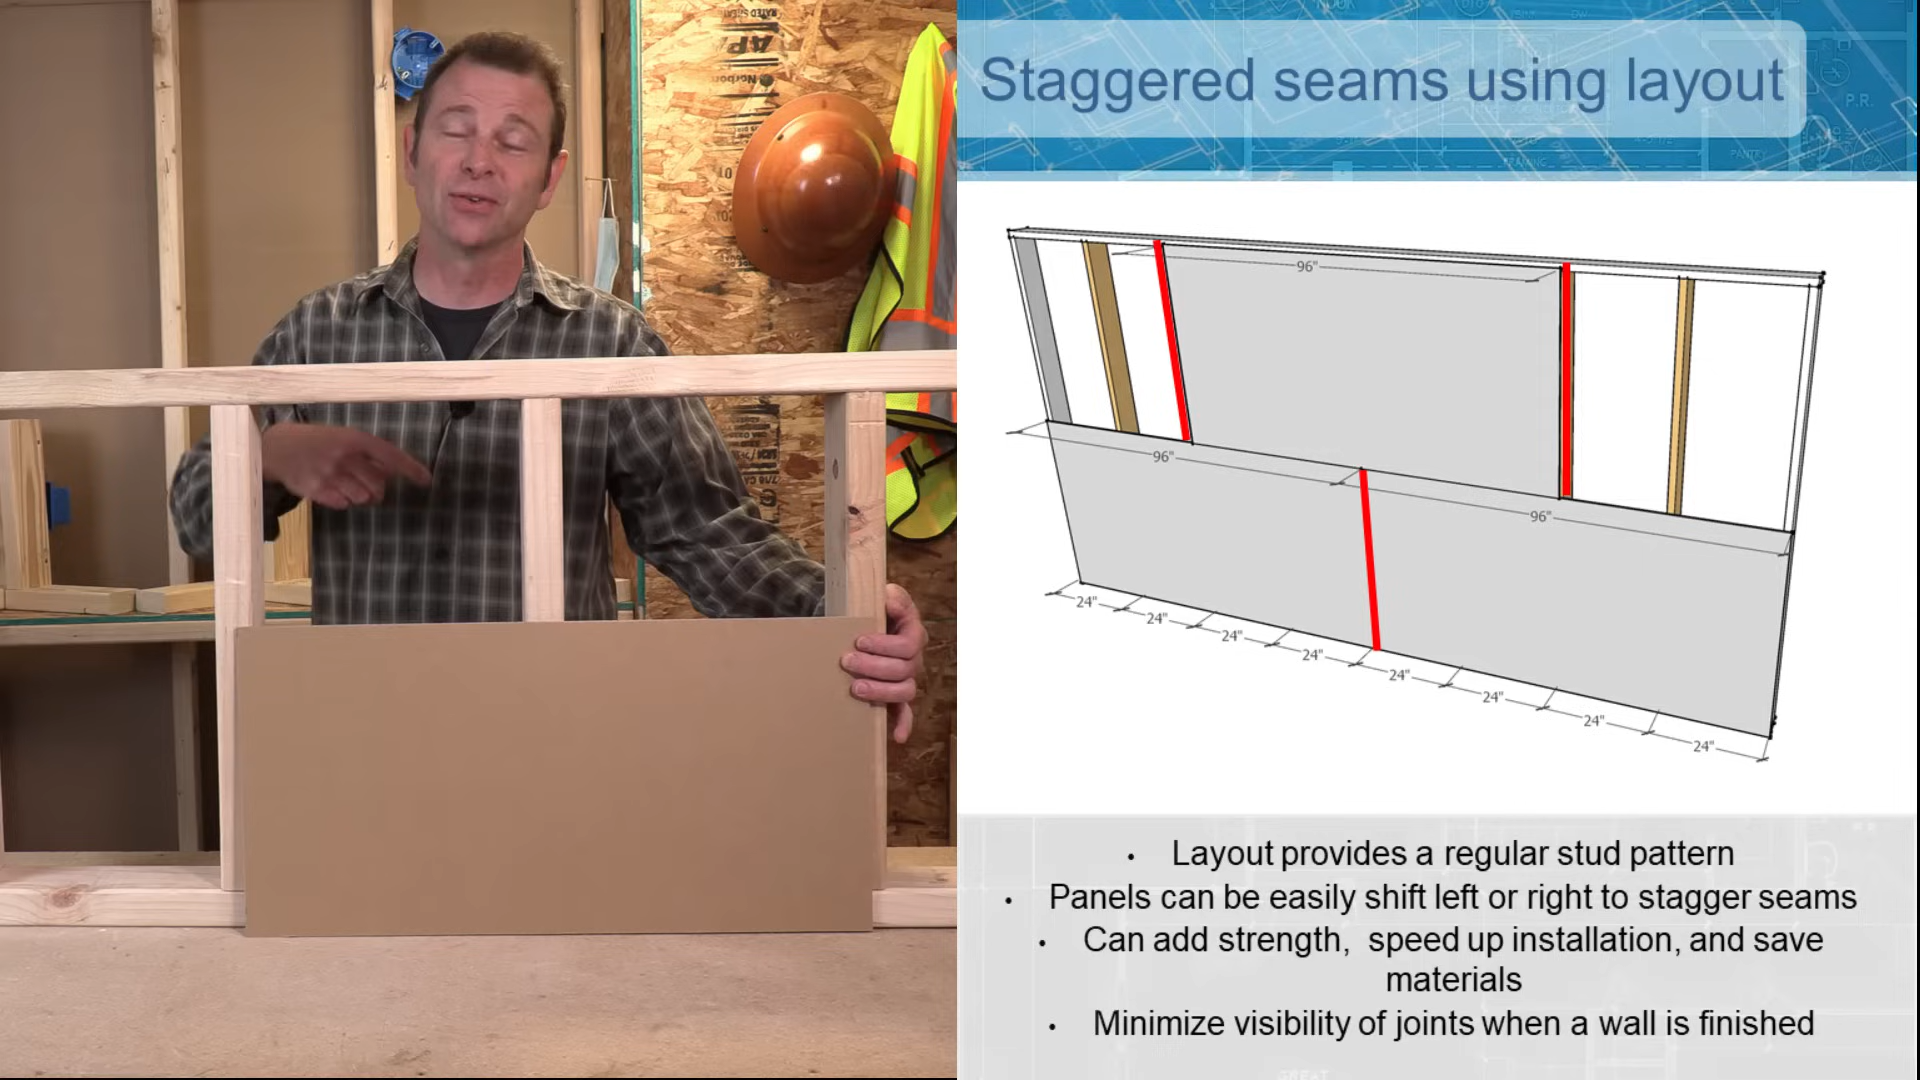 Staggered seams using layout
P.R.
96"
96"
96"
24"
24"
24"
24"
24"
24"
24"
24"
• Layout provides a regular stud pattern
• Panels can be easily shift left or right to stagger seams
• Can add strength, speed up installation, and save
materials
• Minimize visibility of joints when a wall is finished
GREAT